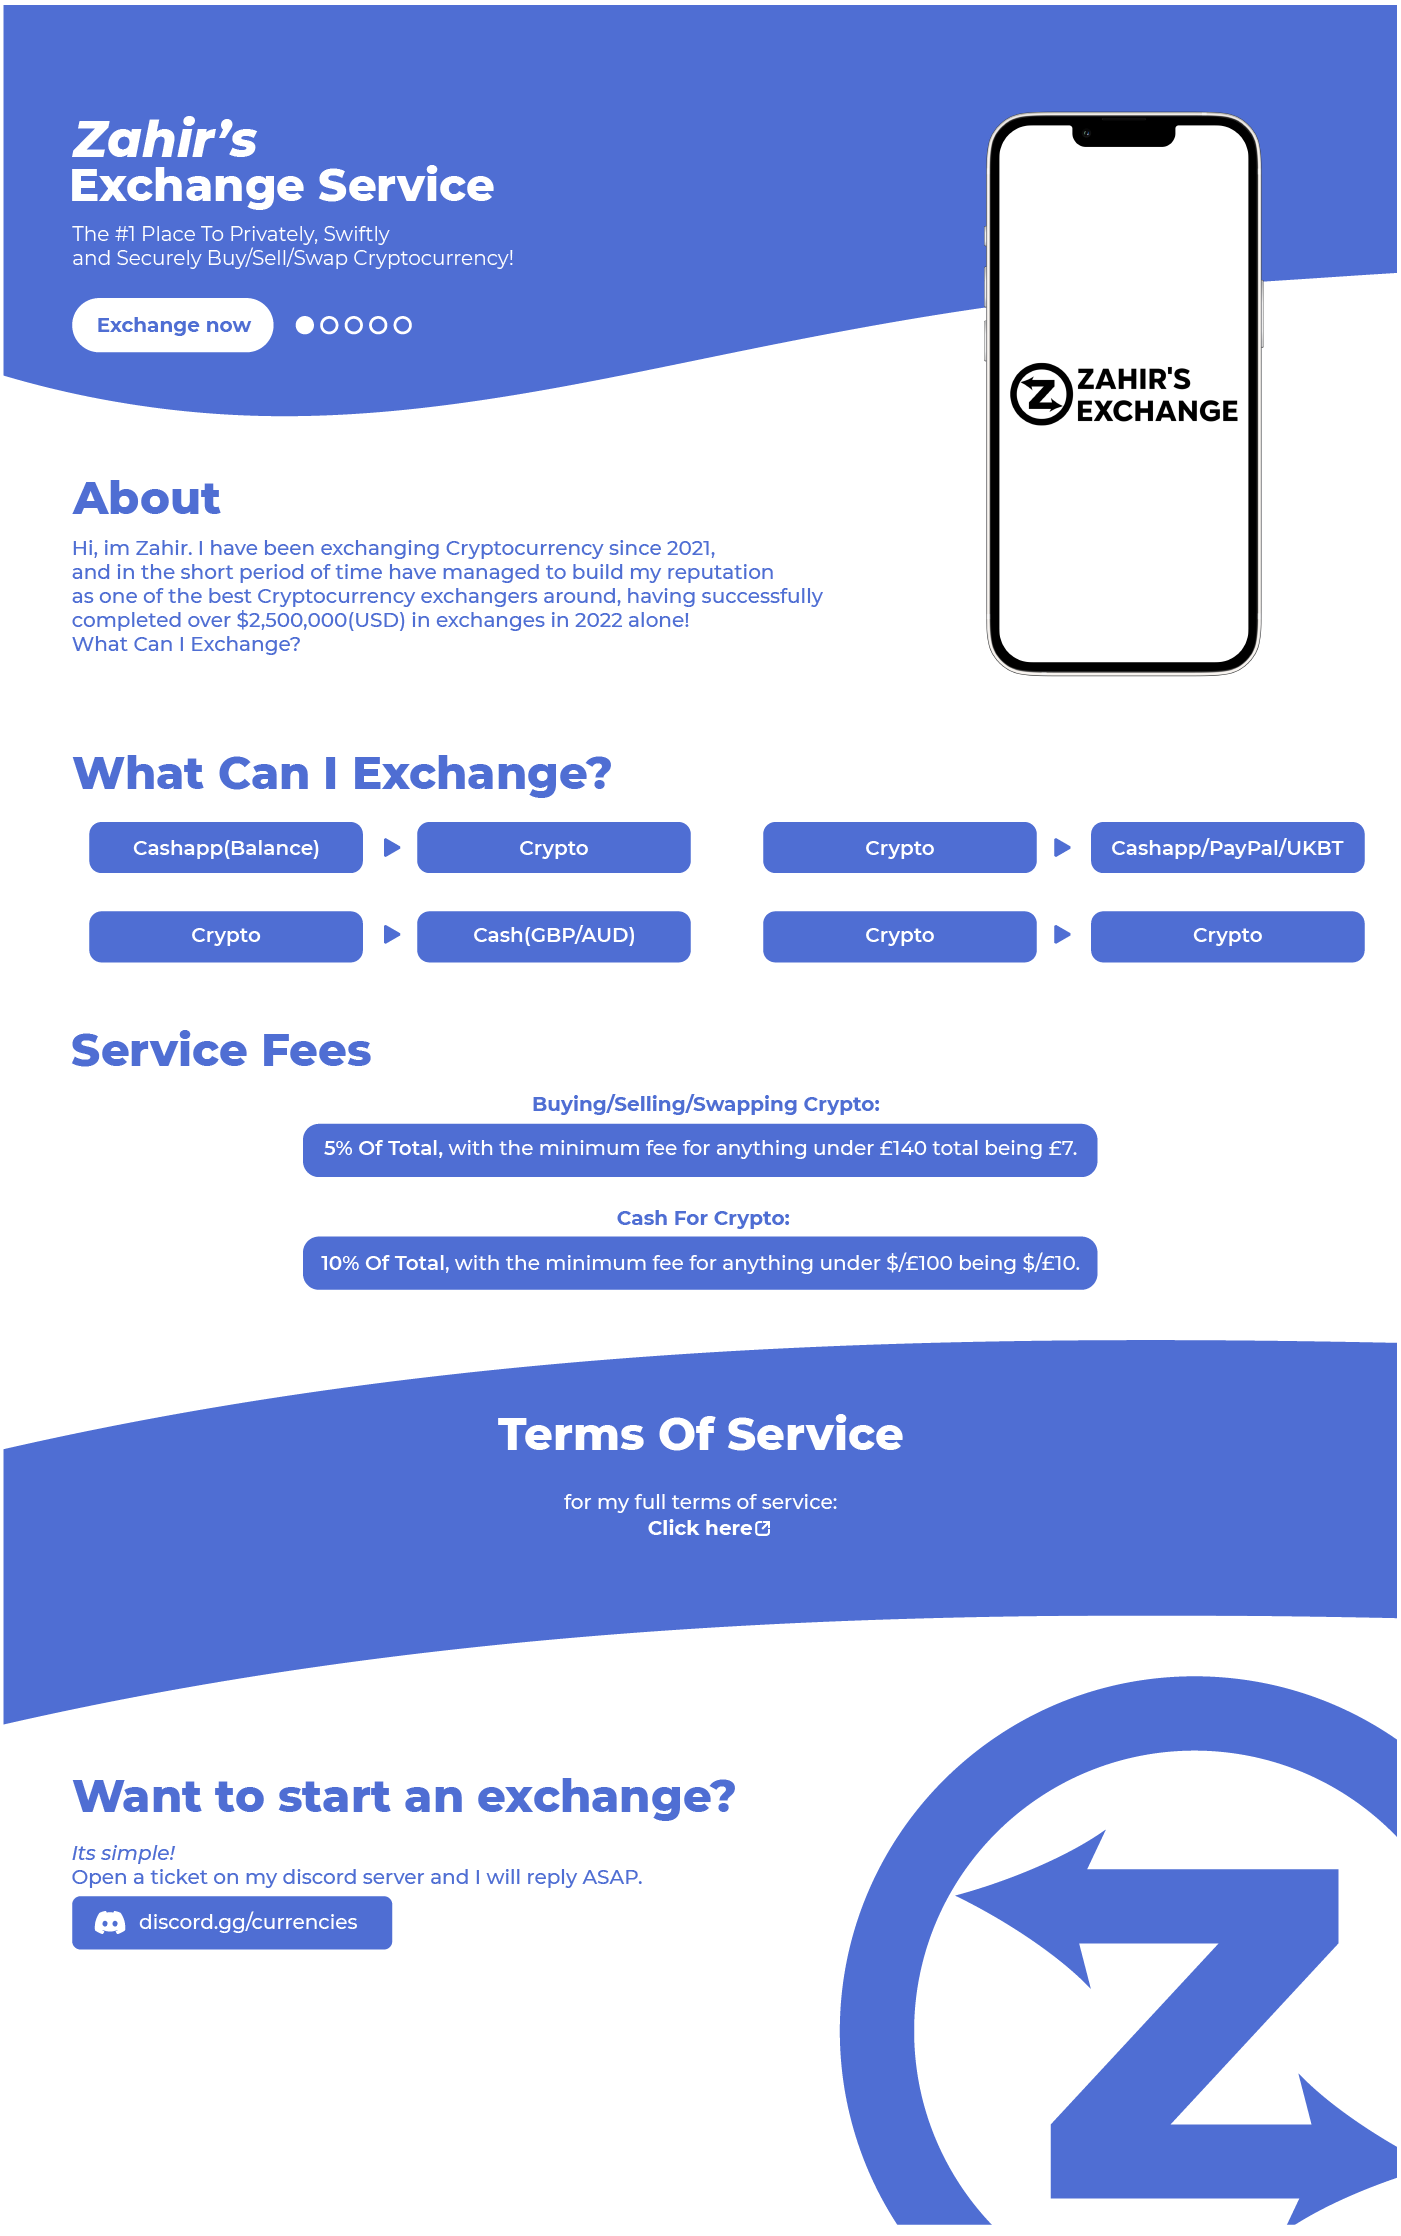 Zahir’s
Exchange Service
The #1 Place To Privately, Swiftly
and Securely Buy/Sell/Swap Cryptocurrency!
Exchange now
ZAHIR'S
EXCHANGE
About
Hi, im Zahir. I have been exchanging Cryptocurrency since 2021,
and in the short period of time have managed to build my reputation
as one of the best Cryptocurrency exchangers around, having successfully
completed over $2,500,000(USD) in exchanges in 2022 alone!
What Can I Exchange?
What Can I Exchange?
Cashapp(Balance)
Crypto
Crypto
Cashapp/PayPal/UKBT
Crypto
Cash(GBP/AUD)
Crypto
Crypto
Service Fees
Buying/Selling/Swapping Crypto:
5% Of Total, with the minimum fee for anything under £140 total being £7.
Cash For Crypto:
10% Of Total, with the minimum fee for anything under $/£100 being $/£10.
Terms Of Service
for my full terms of service:
Click here
Want to start an exchange?
Its simple!
Open a ticket on my discord server and I will reply ASAP.
discord.gg/currencies
Z